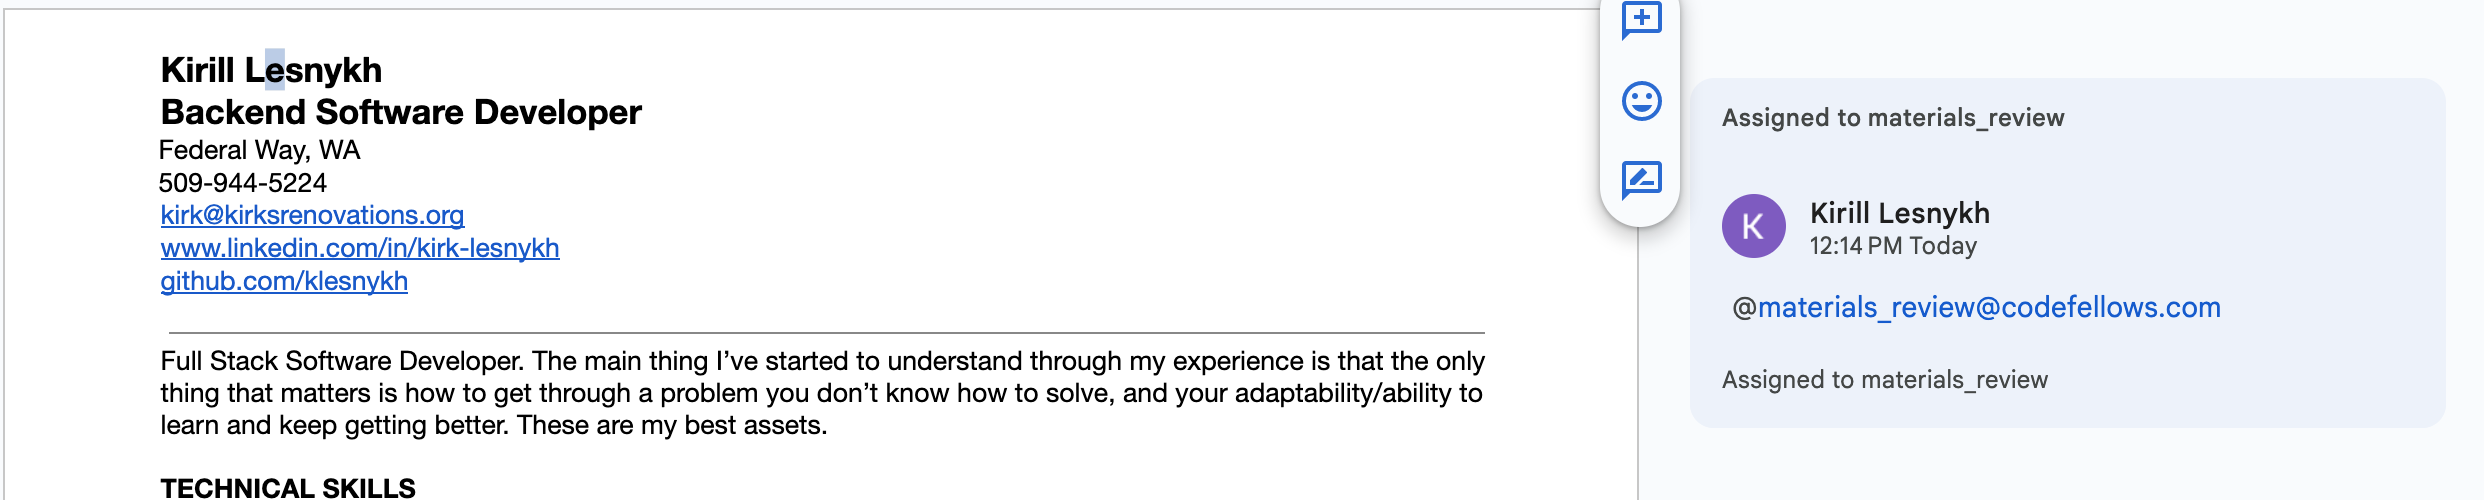 Kirill Lesnykh
Backend Software Developer
Federal Way, WA
509-944-5224
kirk@kirksrenovations.org
www.linkedin.com/in/kirk-lesnykh
github.com/klesnykh
Full Stack Software Developer. The main thing I’ve started to understand through my experience is that the only
thing that matters is how to get through a problem you don’t know how to solve, and your adaptability/ability to
learn and keep getting better. These are my best assets.
TECHNICAL SKILLS
Assigned to materials_review
K
Kirill Lesnykh
12:14 PM Today
@materials_review@codefellows.com
Assigned to materials_review